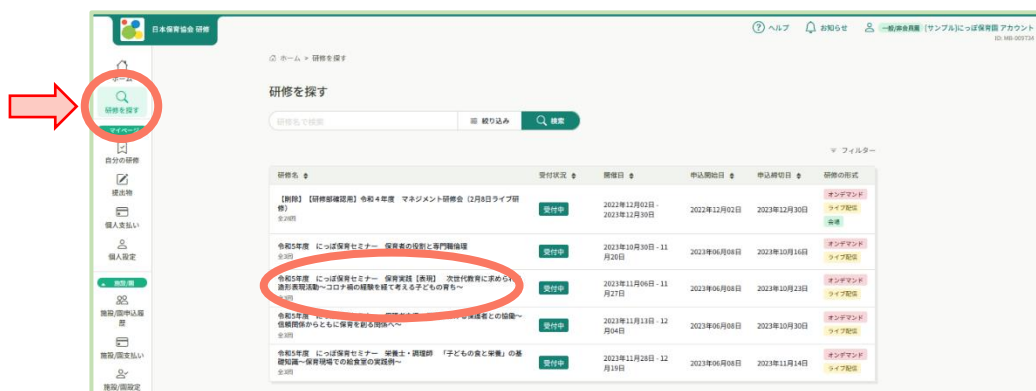 日本保育協会 研修
ヘルプ
お知らせ
一般/非会員園 (サンプル)にっぽ保育園 アカウント
ID: MB-009734
ホーム
研修を探す
マイページ
自分の研修
提出物
個人支払い
個人設定
施設/園
施設/園申込履
歴
施設/園支払い
施設/園設定
ホーム > 研修を探す
研修を探す
研修名で検索
絞り込み
検索
フィルター
研修名 受付状況 開催日 申込開始日 申込締切日 研修の形式
【削除】【研修部確認用】令和4年度 マネジメント研修会（2月8日ライブ研
修）
全28回
受付中
2022年12月02日 -
2023年12月30日
2022年12月02日
2023年12月30日
オンデマンド
ライブ配信
会場
令和5年度 にっぽ保育セミナー 保育者の役割と専門職倫理
全3回
受付中
2023年10月30日 - 11
月20日
2023年06月08日
2023年10月16日
オンデマンド
ライブ配信
令和5年度 にっぽ保育セミナー 保育実践【表現】 次世代教育に求められ
造形表現活動～コロナ禍の経験を経て考える子どもの育ち～
全3回
受付中
2023年11月06日 - 11
月27日
2023年06月08日
2023年10月23日
オンデマンド
ライブ配信
令和5年度 保護者との協働～
信頼関係からともに保育を創る関係へ～
全3回
受付中
2023年11月13日 - 12
月04日
2023年06月08日
2023年10月30日
オンデマンド
ライブ配信
令和5年度 にっぽ保育セミナー 栄養士・調理師 「子どもの食と栄養」の基
礎知識～保育現場での給食室の実践例～
全3回
受付中
2023年11月28日 - 12
月19日
2023年06月08日
2023年11月14日
オンデマンド
ライブ配信